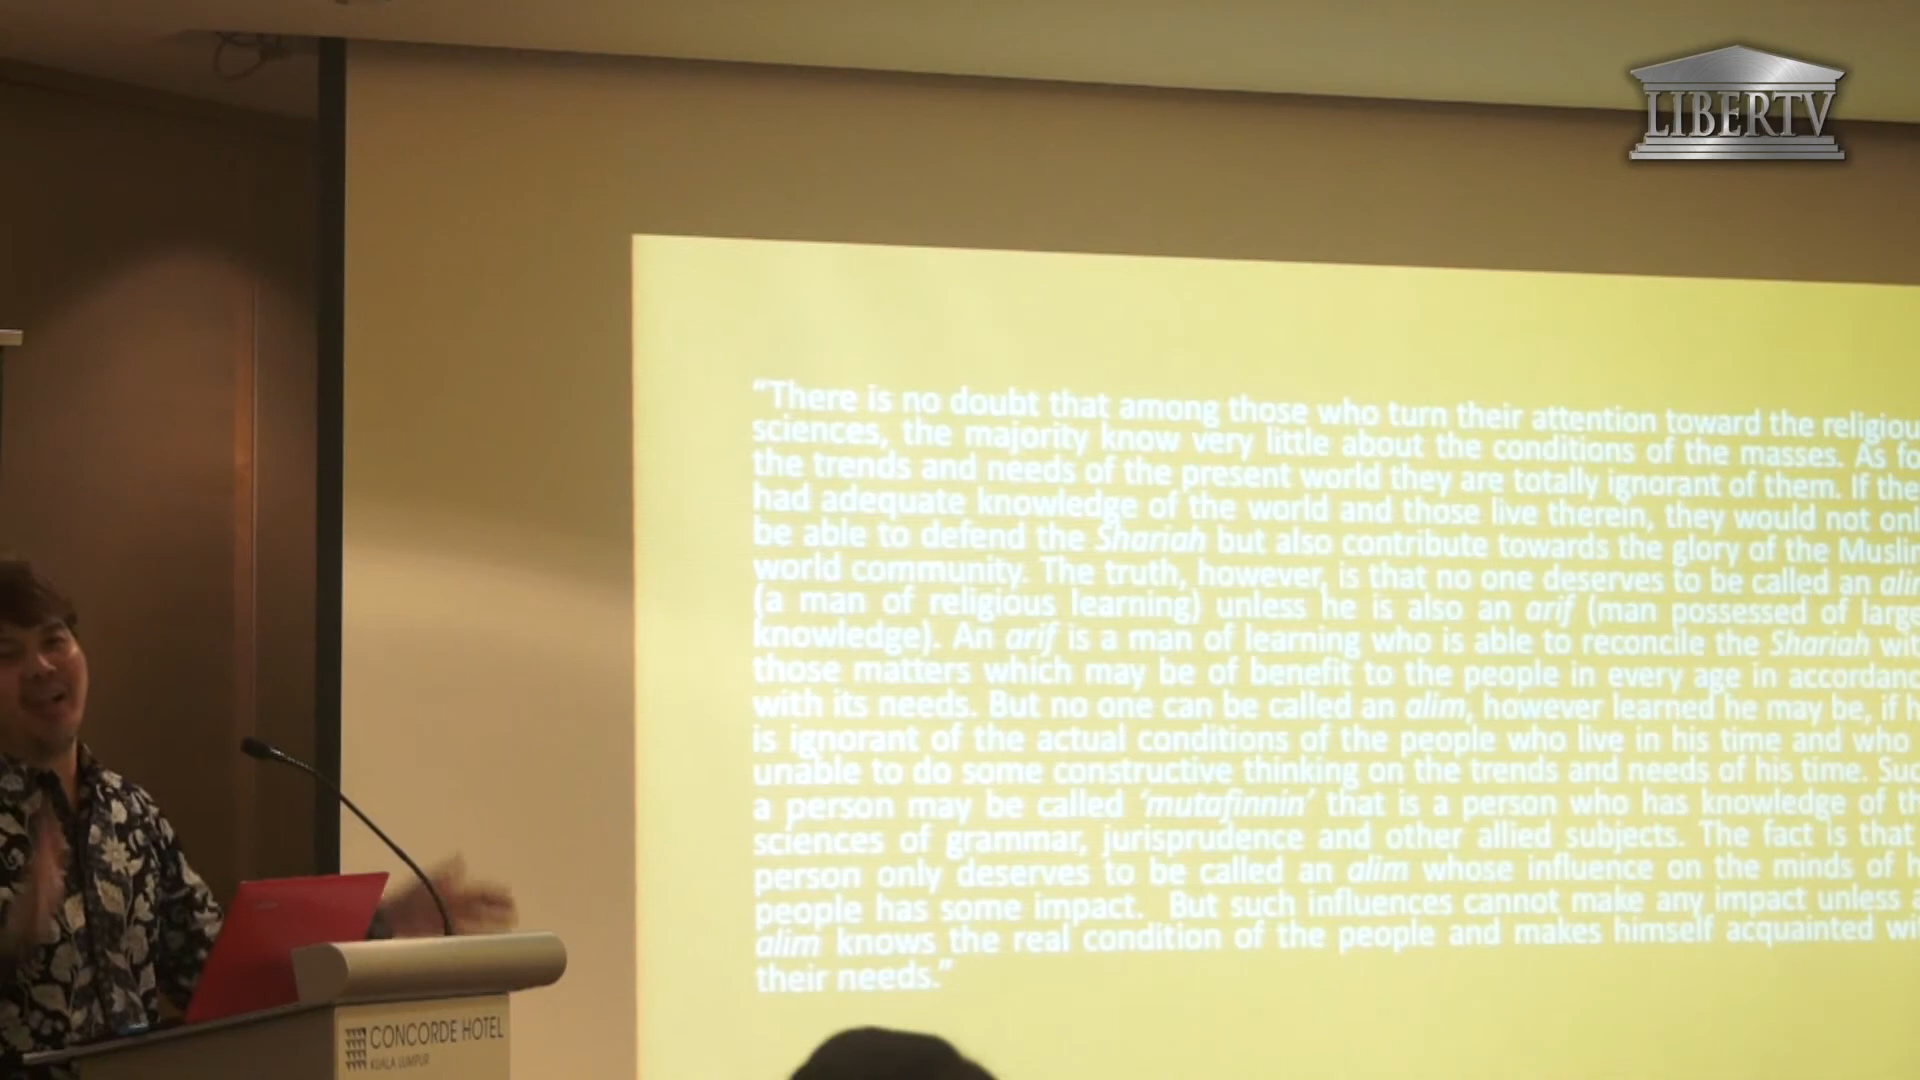 LIBERTV
“There is no doubt that among those who turn their attention toward the religiou
sciences, the majority know very little about the conditions of the masses. As fo
the trends and needs of the present world they are totally ignorant of them. If the
had adequate knowledge of the world and those live therein, they would not onl
be able to defend the Shariah but also contribute towards the glory of the Muslim
world community. The truth, however, is that no one deserves to be called an alim
(a man of religious learning) unless he is also an arif (man possessed of large
knowledge). An arif is a man of learning who is able to reconcile the Shariah wit
those matters which may be of benefit to the people in every age in accordanc
with its needs. But no one can be called an alim, however learned he may be, if h
is ignorant of the actual conditions of the people who live in his time and who
unable to do some constructive thinking on the trends and needs of his time. Suc
a person may be called ‘mutafinnin’ that is a person who has knowledge of th
sciences of grammar, jurisprudence and other allied subjects. The fact is that
person only deserves to be called an alim whose influence on the minds of h
people has some impact. But such influences cannot make any impact unless a
alim knows the real condition of the people and makes himself acquainted wi
their needs.”
CONCORDE HOTEL
KUALA LUMPUR